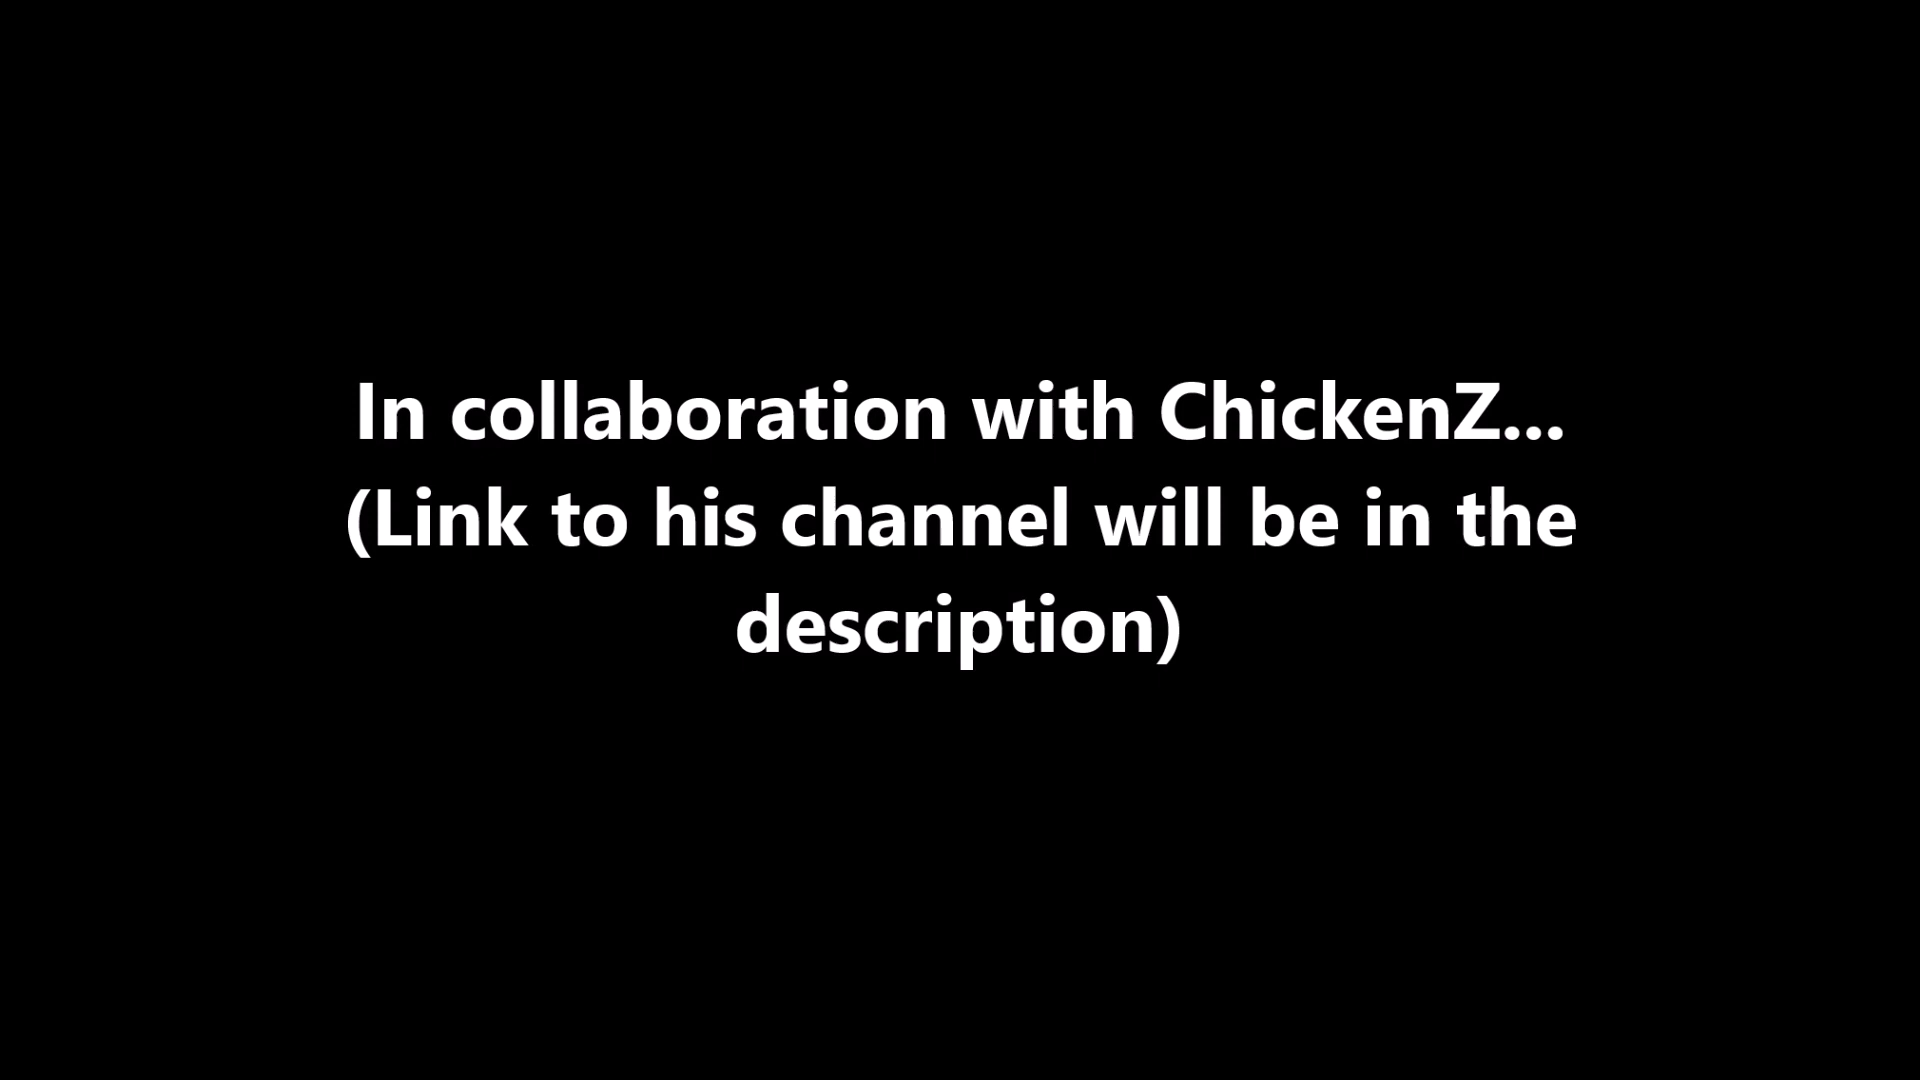 In collaboration with ChickenZ...
(Link to his channel will be in the
description)